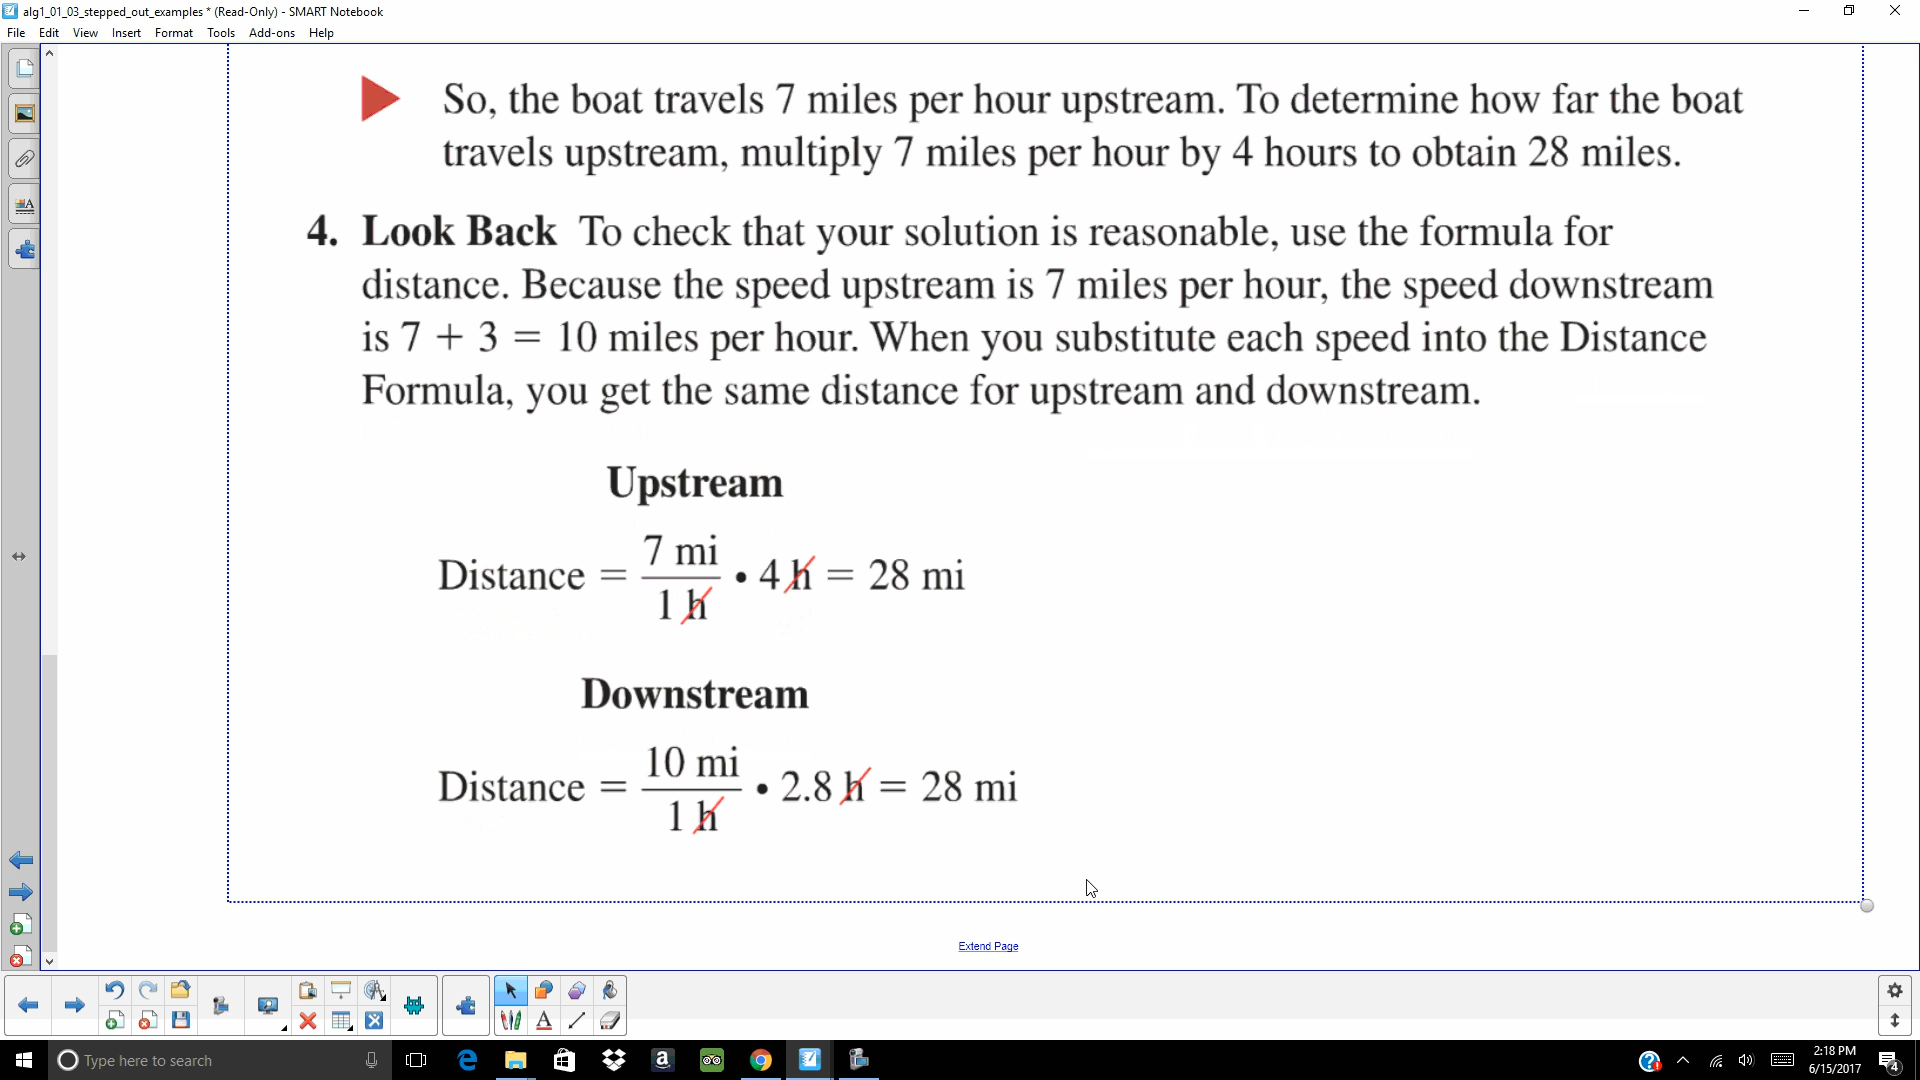 alg1_01_03_stepped_out_examples * (Read-Only) - SMART Notebook
File Edit View Insert Format Tools Add-ons Help
So, the boat travels 7 miles per hour upstream. To determine how far the boat
travels upstream, multiply 7 miles per hour by 4 hours to obtain 28 miles.
4. Look Back To check that your solution is reasonable, use the formula for
distance. Because the speed upstream is 7 miles per hour, the speed downstream
is 7 + 3 = 10 miles per hour. When you substitute each speed into the Distance
Formula, you get the same distance for upstream and downstream.
Upstream
Distance = 7 mi / 1 h • 4 h = 28 mi
Downstream
Distance = 10 mi / 1 h • 2.8 h = 28 mi
Extend Page
Type here to search
2:18 PM
6/15/2017
4